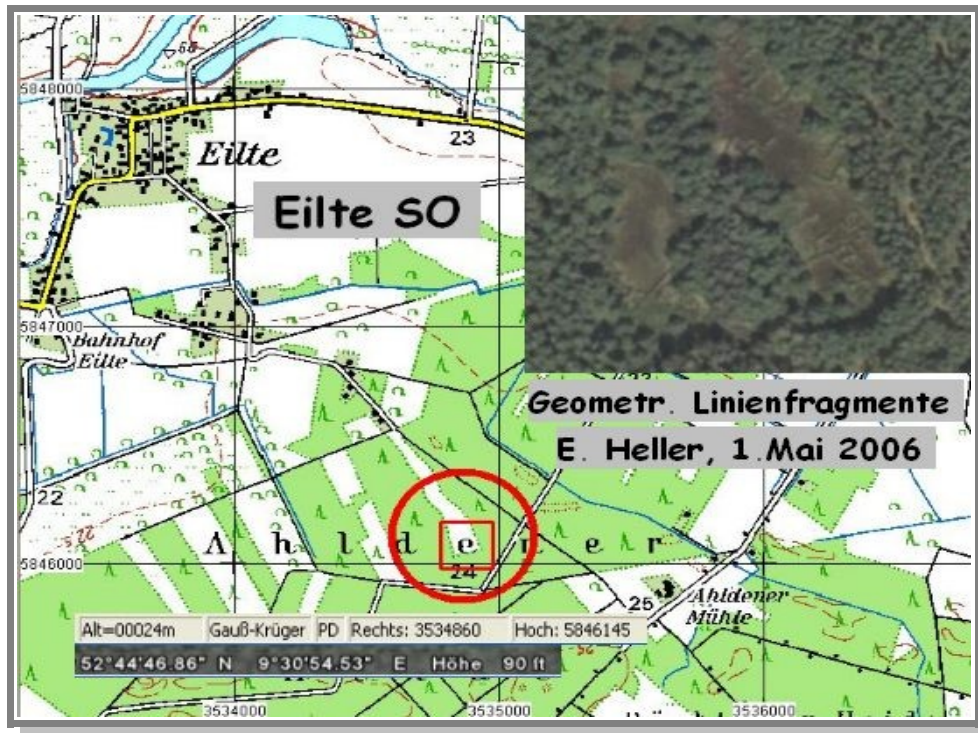 5848000
Eilte
23
Eilte SO
5847000
Bahnhof
Eilte
Geometr. Linienfragmente
E. Heller, 1.Mai 2006
22
22,5
A h l d e n e r
5846000
24
25
Ahldener
Mühle
Alt=00024m Gauß-Krüger PD Rechts: 3534860 Hoch: 5846145
52°44'46.86" N 9°30'54.53" E Höhe 90 ft
3534000
3535000
3536000